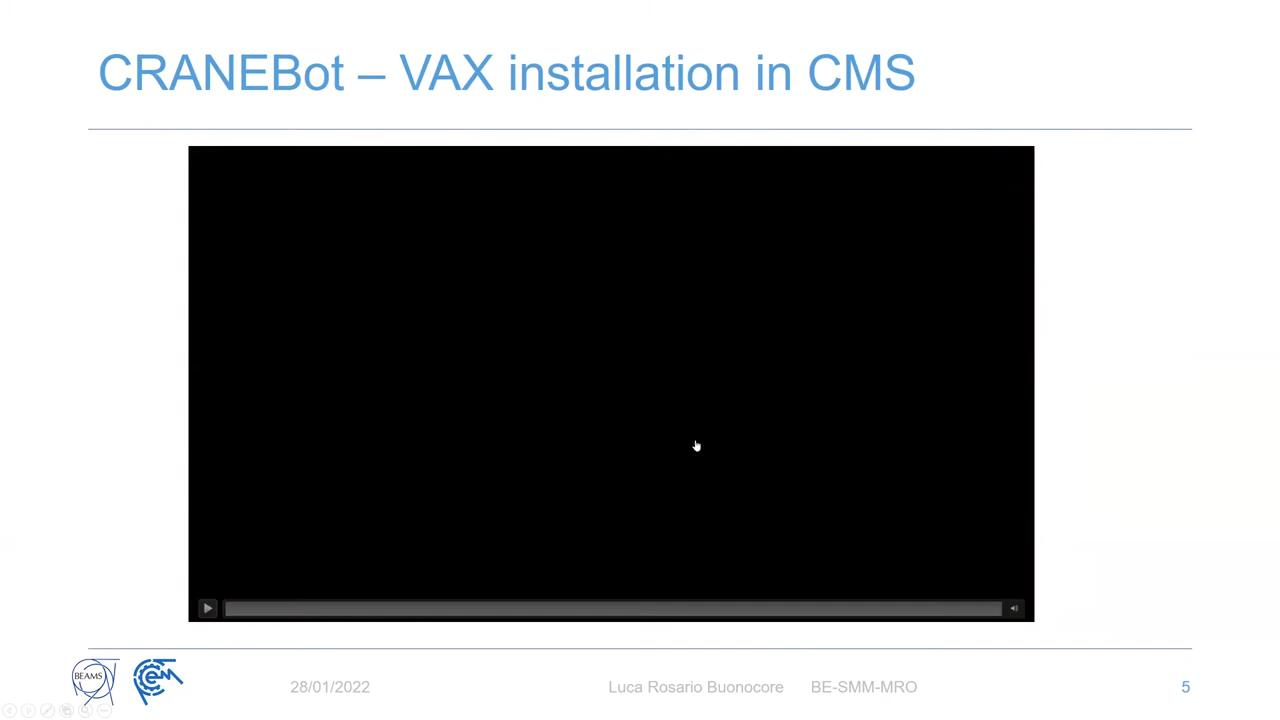 CRANEBot – VAX installation in CMS
BEAMS
28/01/2022
Luca Rosario Buonocore BE-SMM-MRO
5